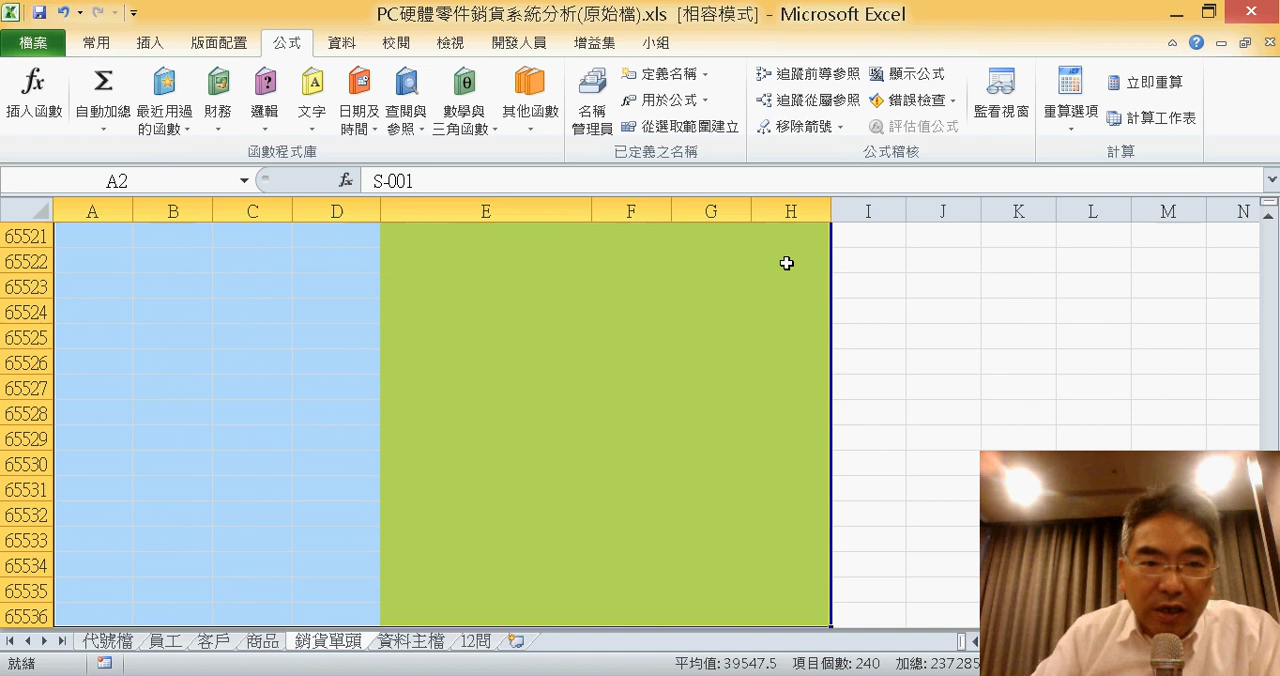 PC硬體零件銷貨系統分析(原始檔).xls [相容模式] - Microsoft Excel
檔案 常用 插入 版面配置 公式 資料 校閱 檢視 開發人員 增益集 小組
插入函數 自動加總 最近用過的函數 財務 邏輯 文字 日期及時間 查閱與參照 數學與三角函數 其他函數
名稱管理員 定義名稱 用於公式 從選取範圍建立
追蹤前導參照 追蹤從屬參照 移除箭號 顯示公式 錯誤檢查 評估值公式
監看視窗 重算選項 立即重算 計算工作表
函數程式庫 已定義之名稱 公式稽核 計算
A2 fx S-001
A B C D E F G H I J K L M N
65521
65522
65523
65524
65525
65526
65527
65528
65529
65530
65531
65532
65533
65534
65535
65536
代號檔 員工 客戶 商品 銷貨單頭 資料主檔 12問
就緒 平均值: 39547.5 項目個數: 240 加總: 237285